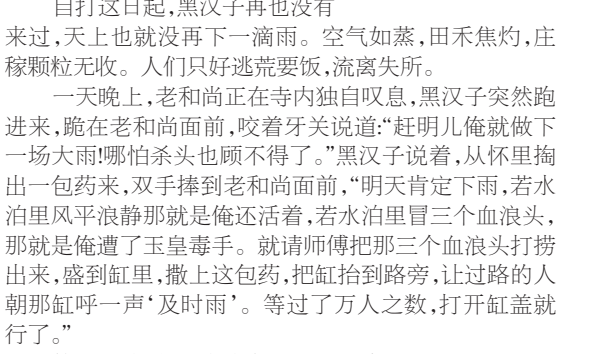 自打这日起,黑汉子再也没有
来过,天上也就没再下一滴雨。空气如蒸,田禾焦灼,庄
稼颗粒无收。人们只好逃荒要饭,流离失所。
一天晚上,老和尚正在寺内独自叹息,黑汉子突然跑
进来,跪在老和尚面前,咬着牙关说道:“赶明儿俺就做下
一场大雨!哪怕杀头也顾不得了。”黑汉子说着,从怀里掏
出一包药来,双手捧到老和尚面前,“明天肯定下雨,若水
泊里风平浪静那就是俺还活着,若水泊里冒三个血浪头,
那就是俺遭了玉皇毒手。就请师傅把那三个血浪头打捞
出来,盛到缸里,撒上这包药,把缸抬到路旁,让过路的人
朝那缸呼一声‘及时雨’。等过了万人之数,打开缸盖就
行了。”